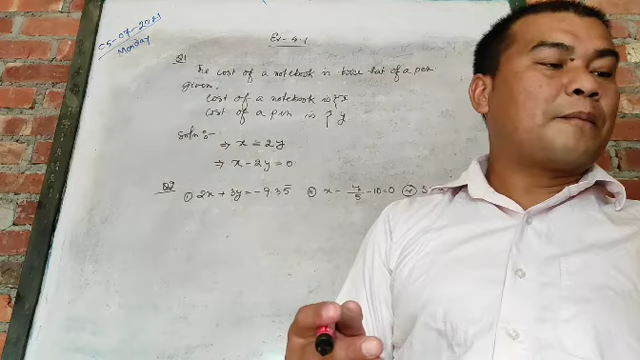 05-07-2021
Monday
Ex- 4.1
Q1
The cost of a notebook is twice that of a pen
given.
cost of a notebook is ₹x
cost of a pen is ₹ y
Soln :-
⇒ x = 2y
⇒ x - 2y = 0
Q2 ① 2x + 3y = - 9.35̄ ⑪ x - y/5 - 10 = 0